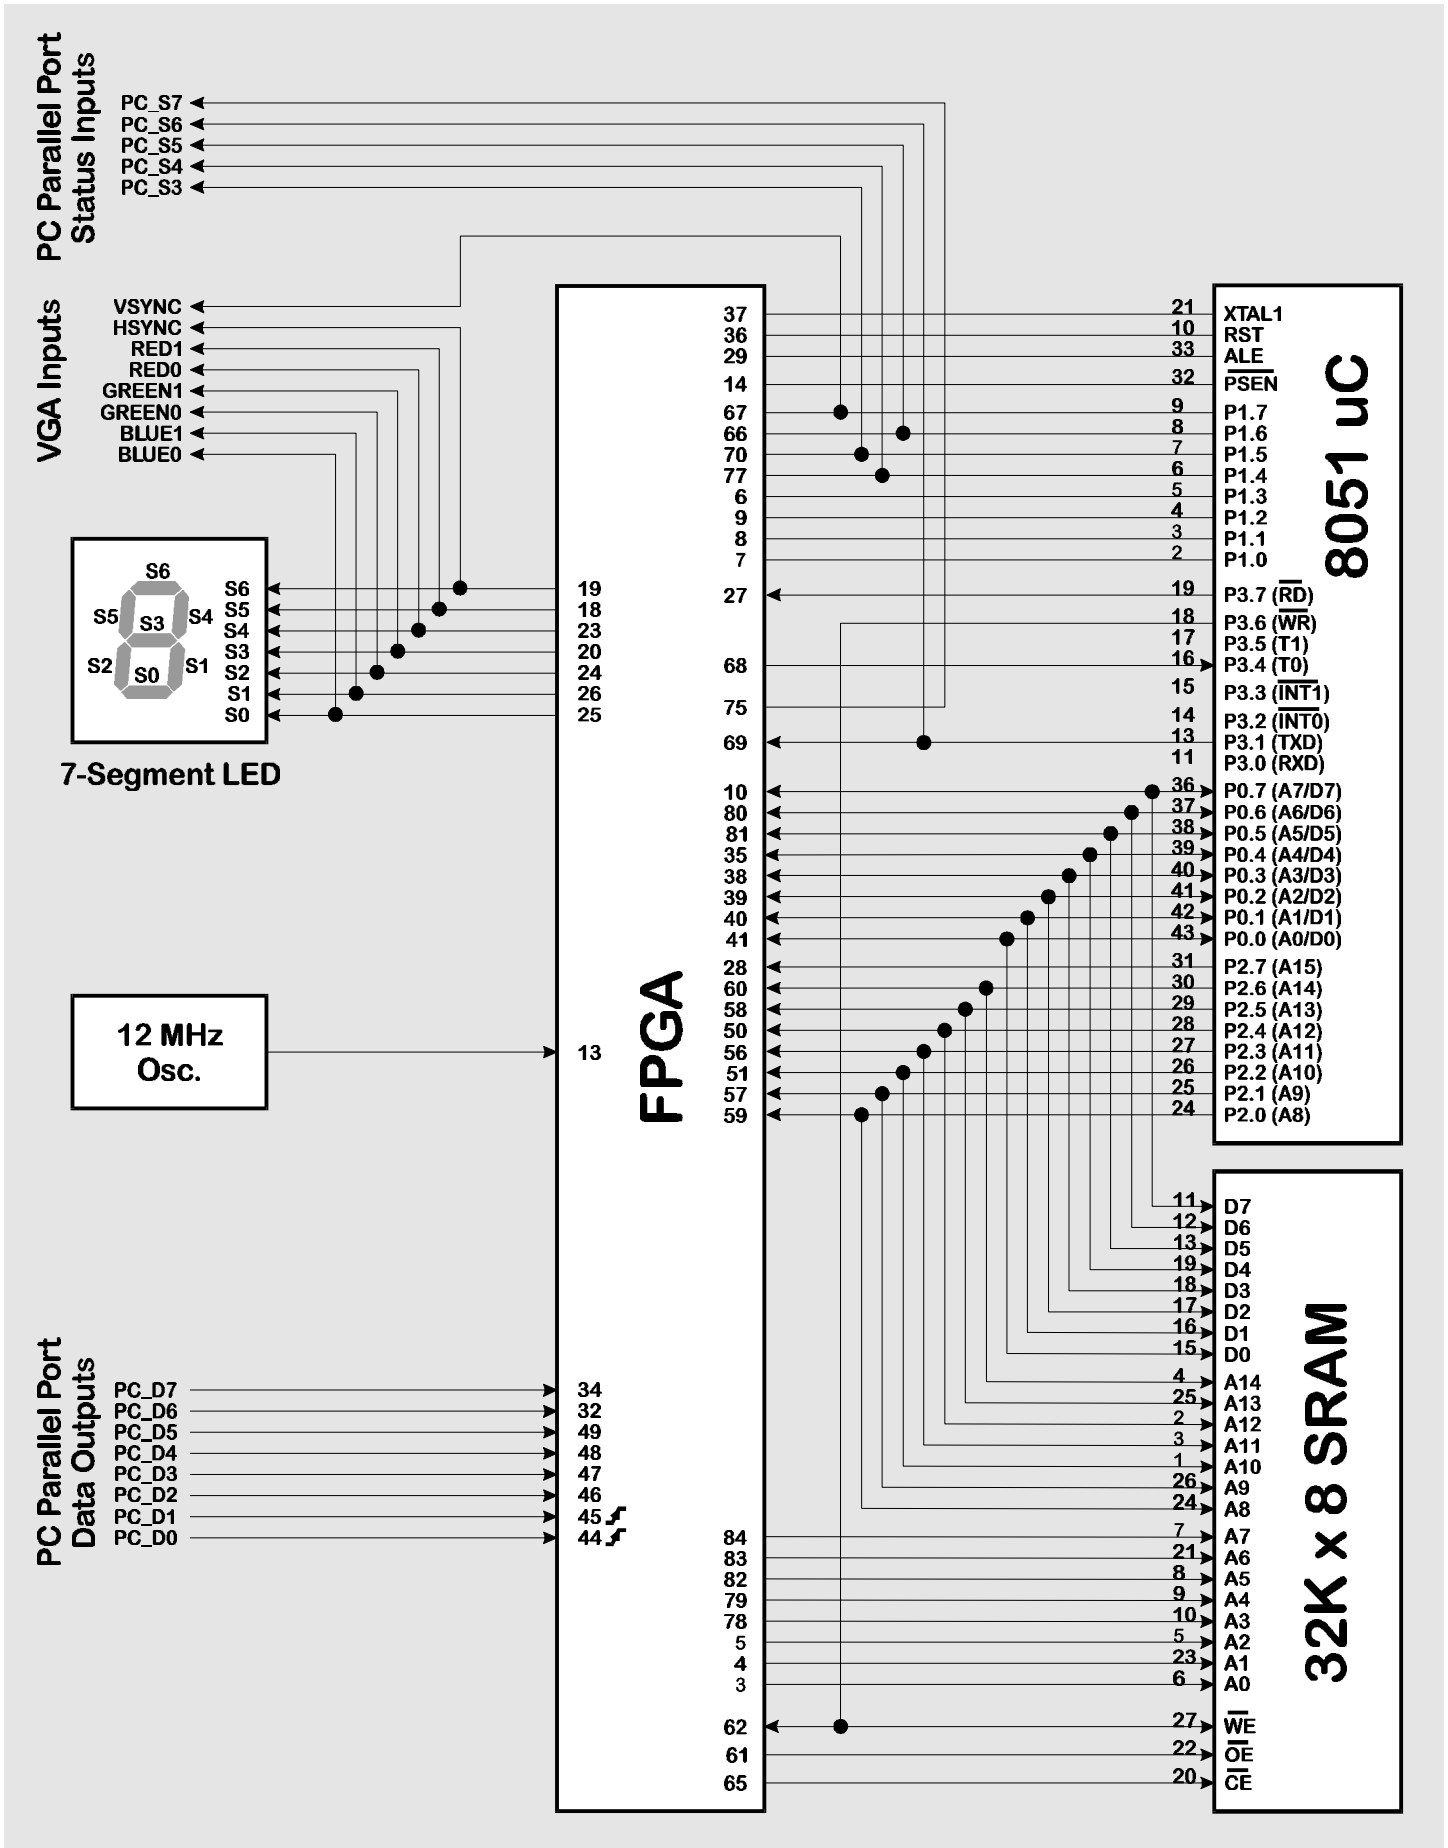 PC Parallel Port
Status Inputs
PC_S7
PC_S6
PC_S5
PC_S4
PC_S3
VGA Inputs
VSYNC
HSYNC
RED1
RED0
GREEN1
GREEN0
BLUE1
BLUE0
S6
S5 S4
S3
S2 S1
S0
S6
S5
S4
S3
S2
S1
S0
7-Segment LED
12 MHz
Osc.
PC Parallel Port
Data Outputs
PC_D7
PC_D6
PC_D5
PC_D4
PC_D3
PC_D2
PC_D1
PC_D0
19
18
23
20
24
26
25
13
34
32
49
48
47
46
45
44
FPGA
37 21 XTAL1
36 10 RST
29 33 ALE
14 32 PSEN
67 9 P1.7
66 8 P1.6
70 7 P1.5
77 6 P1.4
6 5 P1.3
9 4 P1.2
8 3 P1.1
7 2 P1.0
27 19 P3.7 (RD)
18 P3.6 (WR)
17 P3.5 (T1)
68 16 P3.4 (T0)
15 P3.3 (INT1)
75
14 P3.2 (INT0)
69 13 P3.1 (TXD)
11 P3.0 (RXD)
10 36 P0.7 (A7/D7)
80 37 P0.6 (A6/D6)
81 38 P0.5 (A5/D5)
35 39 P0.4 (A4/D4)
38 40 P0.3 (A3/D3)
39 41 P0.2 (A2/D2)
40 42 P0.1 (A1/D1)
41 43 P0.0 (A0/D0)
28 31 P2.7 (A15)
60 30 P2.6 (A14)
58 29 P2.5 (A13)
50 28 P2.4 (A12)
56 27 P2.3 (A11)
51 26 P2.2 (A10)
57 25 P2.1 (A9)
59 24 P2.0 (A8)
8051 uC
11 D7
12 D6
13 D5
19 D4
18 D3
17 D2
16 D1
15 D0
4 A14
25 A13
2 A12
3 A11
1 A10
26 A9
24 A8
84 7 A7
83 21 A6
82 8 A5
79 9 A4
78 10 A3
5 5 A2
4 23 A1
3 6 A0
62 27 WE
61 22 OE
65 20 CE
32K x 8 SRAM